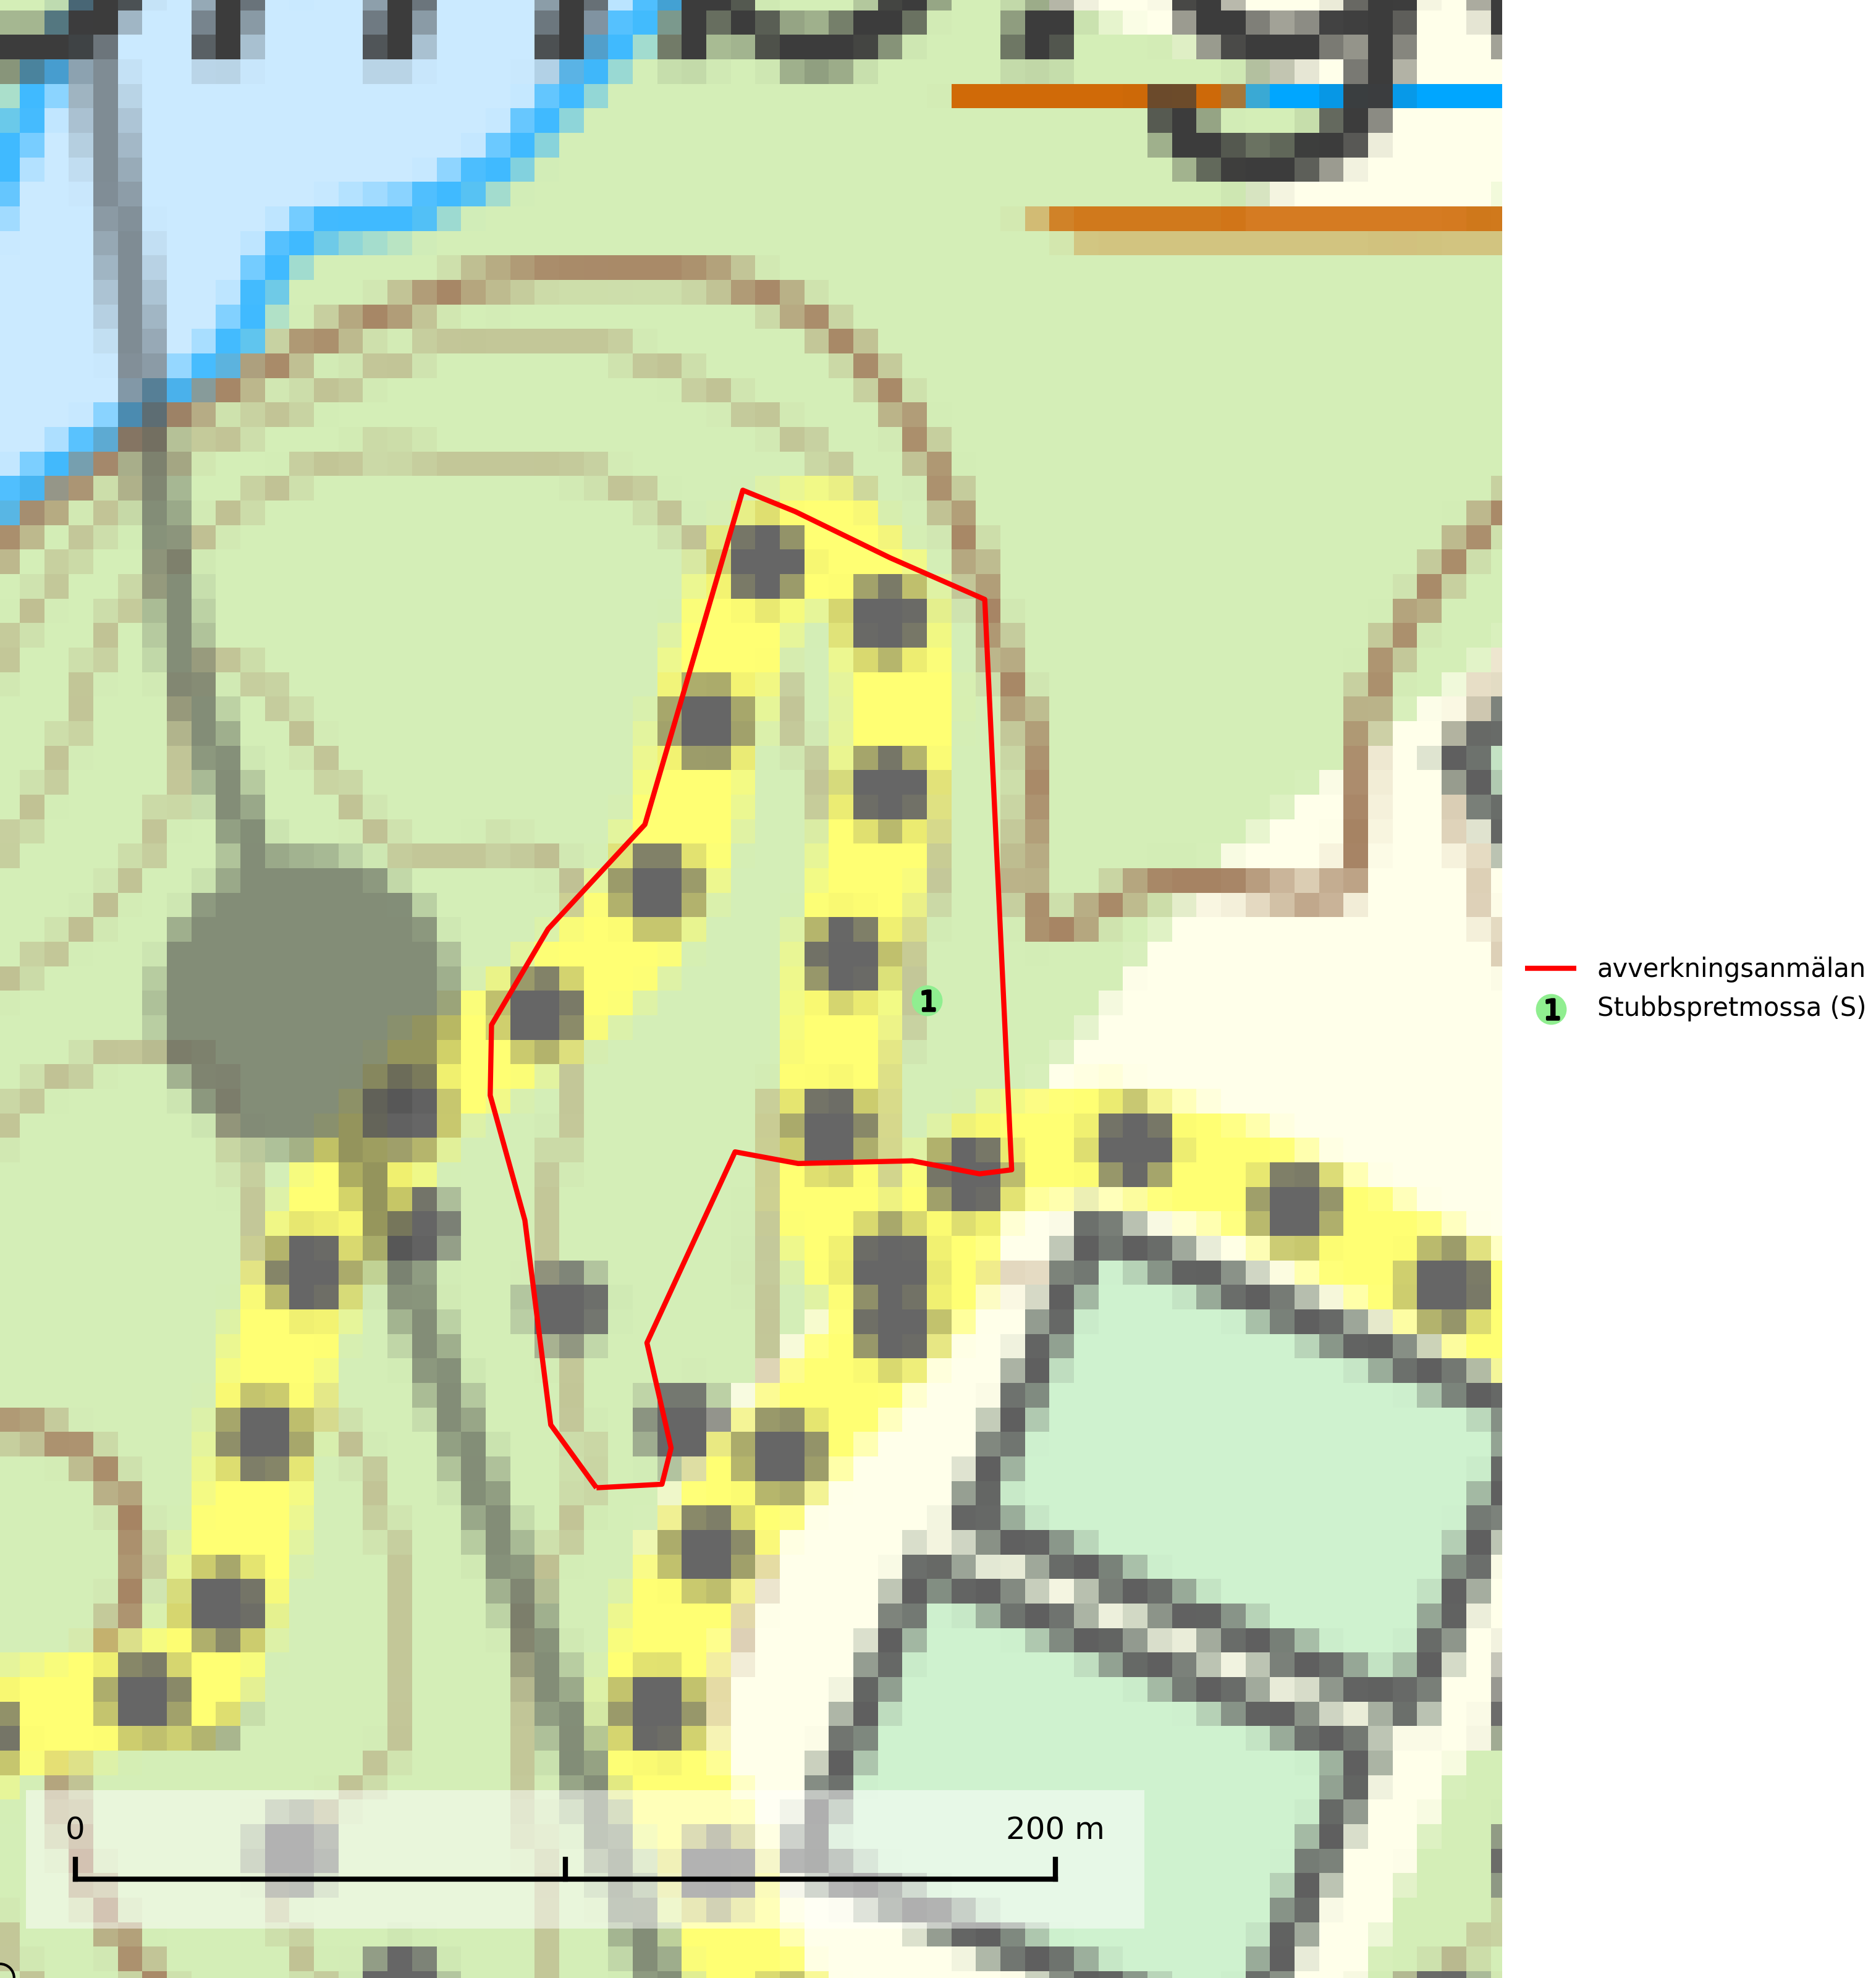 1
avverkningsanmälan
1 Stubbspretmossa (S)
0 200 m